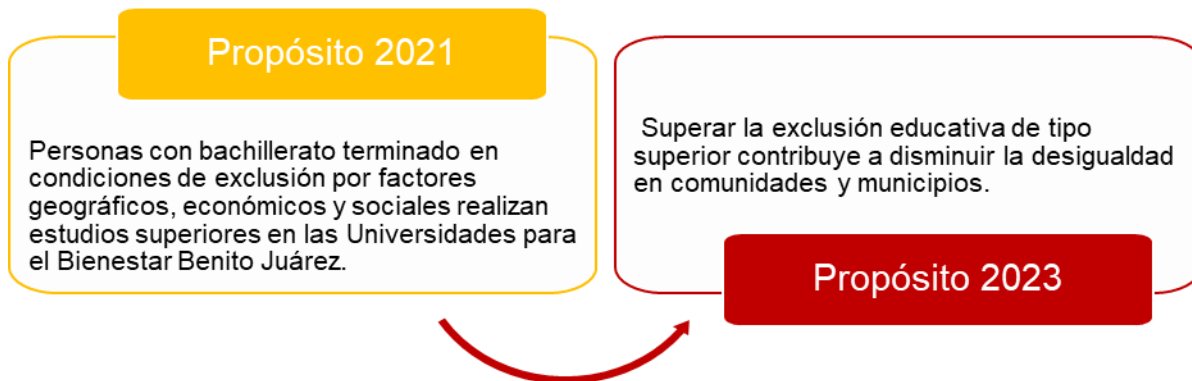 Propósito 2021
Personas con bachillerato terminado en
condiciones de exclusión por factores
geográficos, económicos y sociales realizan
estudios superiores en las Universidades para
el Bienestar Benito Juárez.
Superar la exclusión educativa de tipo
superior contribuye a disminuir la desigualdad
en comunidades y municipios.
Propósito 2023